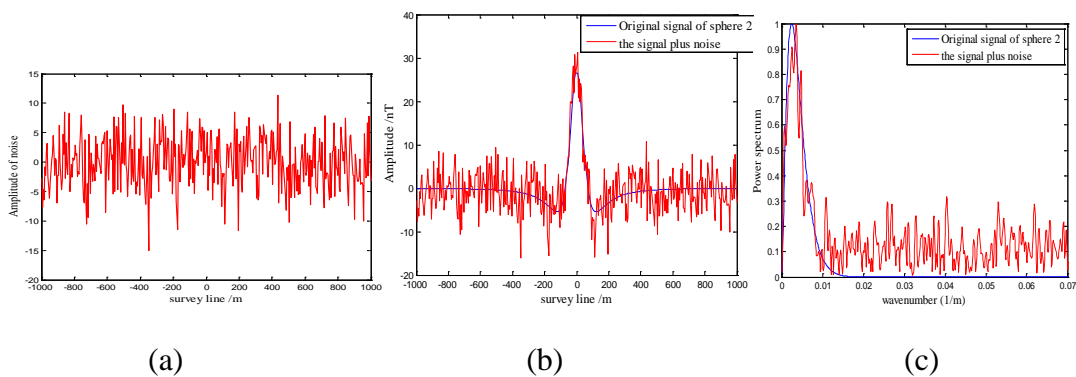 15
10
5
0
-5
-10
-15
-20
-1000 -800 -600 -400 -200 0 200 400 600 800 1000
Amplitude of noise
survey line /m
(a)
40
30
20
10
0
-10
-20
-1000 -800 -600 -400 -200 0 200 400 600 800 1000
Amplitude /nT
survey line /m
Original signal of sphere 2
the signal plus noise
(b)
1
0.9
0.8
0.7
0.6
0.5
0.4
0.3
0.2
0.1
0
0 0.01 0.02 0.03 0.04 0.05 0.06 0.07
Power spectrum
wavenumber (1/m)
Original signal of sphere 2
the signal plus noise
(c)